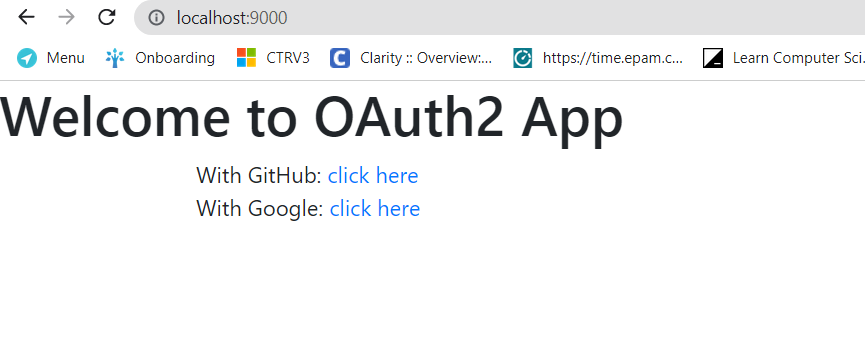 localhost:9000
Menu Onboarding CTRV3 Clarity :: Overview:... https://time.epam.c... Learn Computer Sci.
Welcome to OAuth2 App
With GitHub: click here
With Google: click here